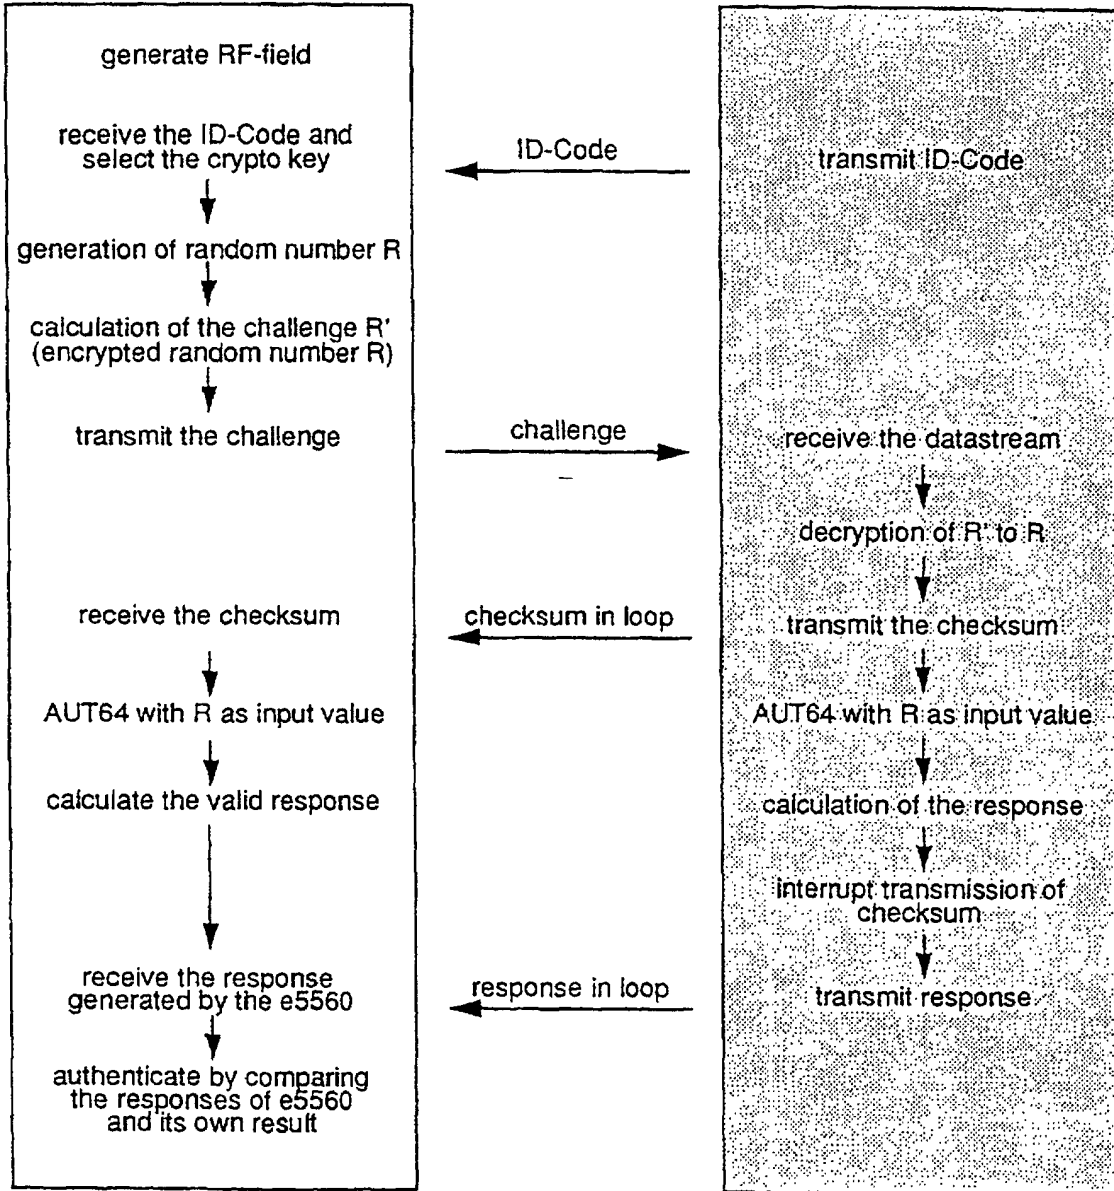 generate RF-field
receive the ID-Code and
select the crypto key
ID-Code
transmit ID-Code
generation of random number R
calculation of the challenge R'
(encrypted random number R)
transmit the challenge
challenge
receive the datastream
decryption of R' to R
receive the checksum
checksum in loop
transmit the checksum
AUT64 with R as input value
AUT64 with R as input value
calculate the valid response
calculation of the response
interrupt transmission of
checksum
receive the response
generated by the e5560
response in loop
transmit response
authenticate by comparing
the responses of e5560
and its own result